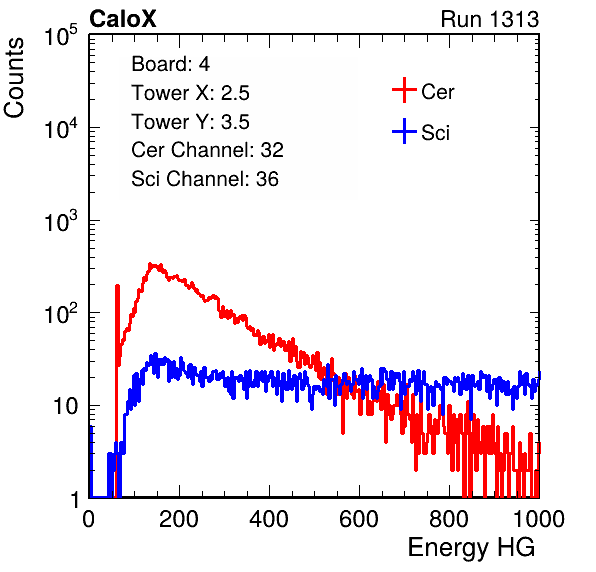 CaloX Run 1313
Counts
Board: 4
Tower X: 2.5
Tower Y: 3.5
Cer Channel: 32
Sci Channel: 36
Cer
Sci
10^5
10^4
10^3
10^2
10
1
0 200 400 600 800 1000
Energy HG